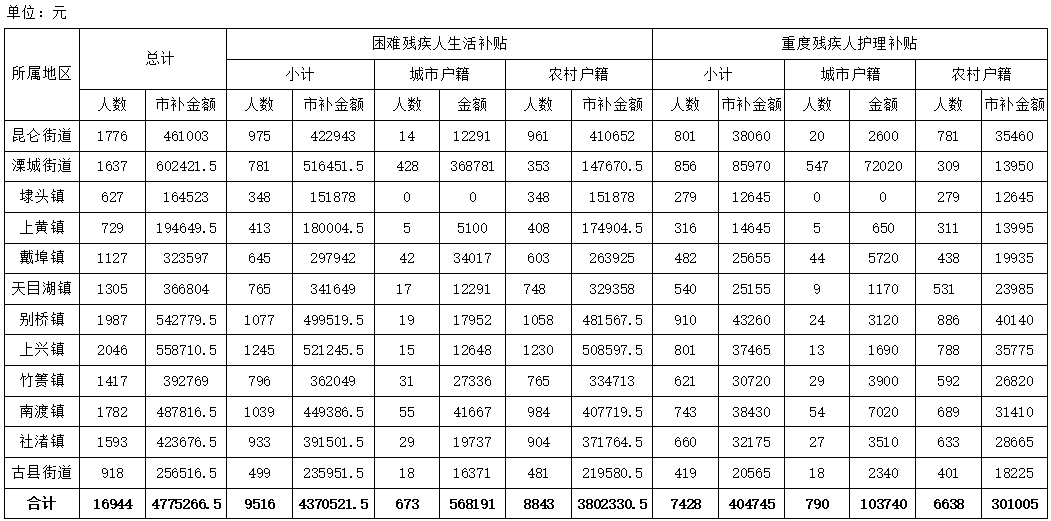 单位：元
所属地区 总计 困难残疾人生活补贴 重度残疾人护理补贴
小计 城市户籍 农村户籍 小计 城市户籍 农村户籍
人数 市补金额 人数 市补金额 人数 金额 人数 市补金额 人数 市补金额 人数 金额 人数 市补金额
昆仑街道 1776 461003 975 422943 14 12291 961 410652 801 38060 20 2600 781 35460
溧城街道 1637 602421.5 781 516451.5 428 368781 353 147670.5 856 85970 547 72020 309 13950
埭头镇 627 164523 348 151878 0 0 348 151878 279 12645 0 0 279 12645
上黄镇 729 194649.5 413 180004.5 5 5100 408 174904.5 316 14645 5 650 311 13995
戴埠镇 1127 323597 645 297942 42 34017 603 263925 482 25655 44 5720 438 19935
天目湖镇 1305 366804 765 341649 17 12291 748 329358 540 25155 9 1170 531 23985
别桥镇 1987 542779.5 1077 499519.5 19 17952 1058 481567.5 910 43260 24 3120 886 40140
上兴镇 2046 558710.5 1245 521245.5 15 12648 1230 508597.5 801 37465 13 1690 788 35775
竹箦镇 1417 392769 796 362049 31 27336 765 334713 621 30720 29 3900 592 26820
南渡镇 1782 487816.5 1039 449386.5 55 41667 984 407719.5 743 38430 54 7020 689 31410
社渚镇 1593 423676.5 933 391501.5 29 19737 904 371764.5 660 32175 27 3510 633 28665
古县街道 918 256516.5 499 235951.5 18 16371 481 219580.5 419 20565 18 2340 401 18225
合计 16944 4775266.5 9516 4370521.5 673 568191 8843 3802330.5 7428 404745 790 103740 6638 301005